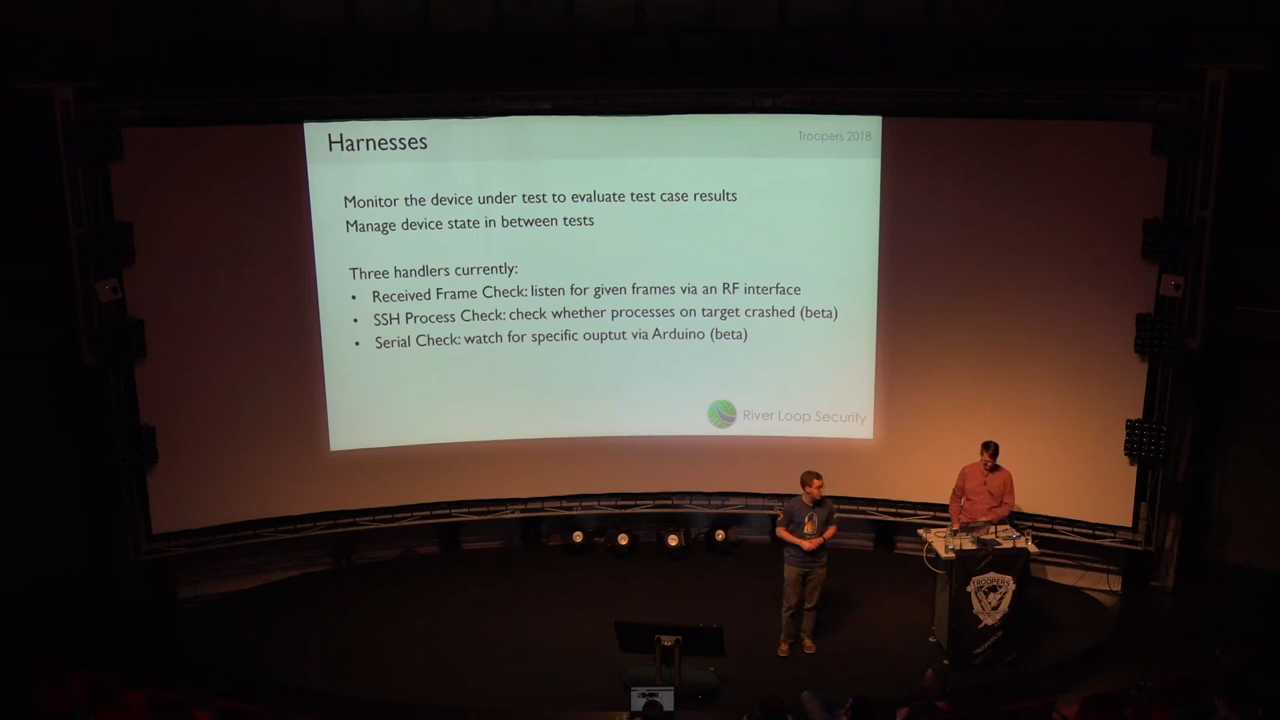 Harnesses
Troopers 2018
Monitor the device under test to evaluate test case results
Manage device state in between tests
Three handlers currently:
• Received Frame Check: listen for given frames via an RF interface
• SSH Process Check: check whether processes on target crashed (beta)
• Serial Check: watch for specific ouptut via Arduino (beta)
River Loop Security
TROOPERS